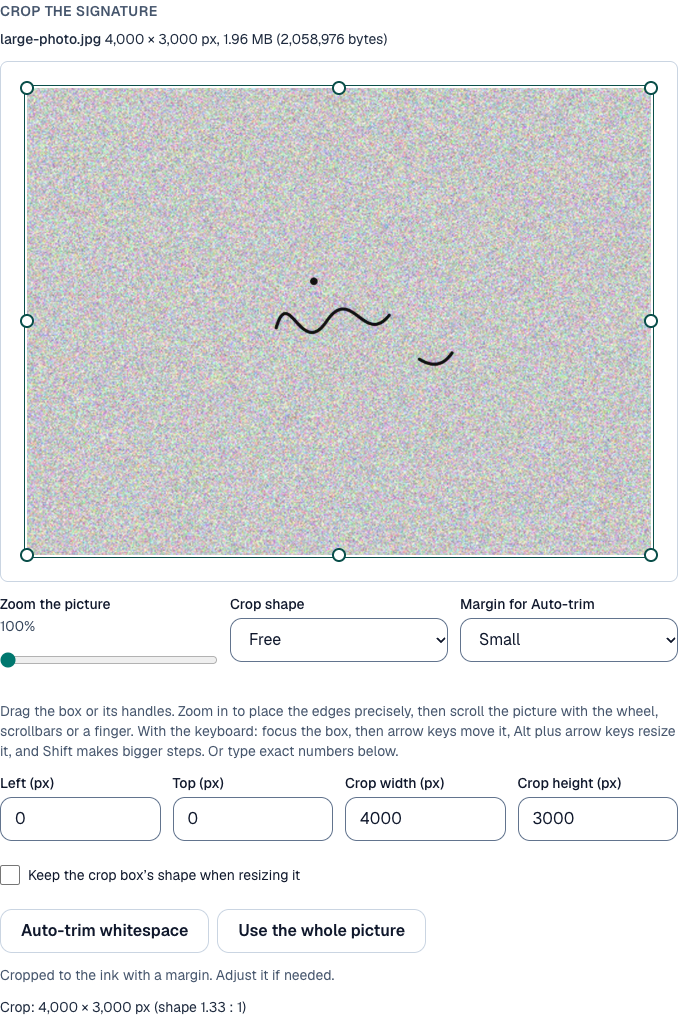 CROP THE SIGNATURE
large-photo.jpg 4,000 × 3,000 px, 1.96 MB (2,058,976 bytes)
Zoom the picture
100%
Crop shape
Free
Margin for Auto-trim
Small
Drag the box or its handles. Zoom in to place the edges precisely, then scroll the picture with the wheel,
scrollbars or a finger. With the keyboard: focus the box, then arrow keys move it, Alt plus arrow keys resize
it, and Shift makes bigger steps. Or type exact numbers below.
Left (px)
0
Top (px)
0
Crop width (px)
4000
Crop height (px)
3000
Keep the crop box’s shape when resizing it
Auto-trim whitespace
Use the whole picture
Cropped to the ink with a margin. Adjust it if needed.
Crop: 4,000 × 3,000 px (shape 1.33 : 1)